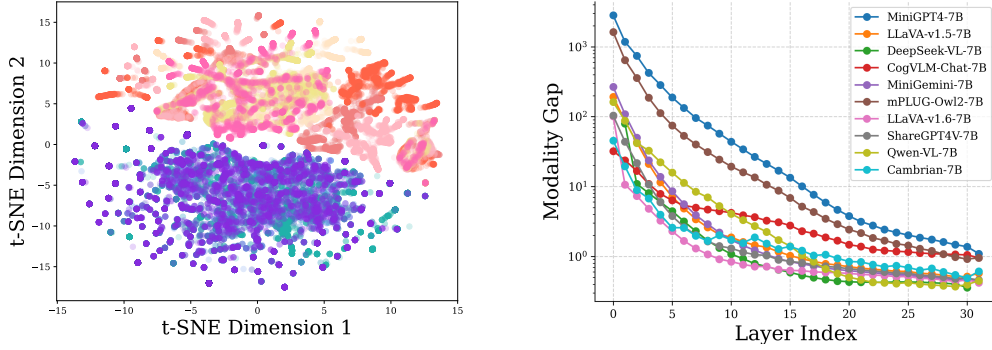 t-SNE Dimension 2
15
10
5
0
−5
−10
−15
−15
−10
−5
0
5
10
15
t-SNE Dimension 1
Modality Gap
10³
10²
10¹
10⁰
0
5
10
15
20
25
30
Layer Index
MiniGPT4-7B
LLaVA-v1.5-7B
DeepSeek-VL-7B
CogVLM-Chat-7B
MiniGemini-7B
mPLUG-Owl2-7B
LLaVA-v1.6-7B
ShareGPT4V-7B
Qwen-VL-7B
Cambrian-7B